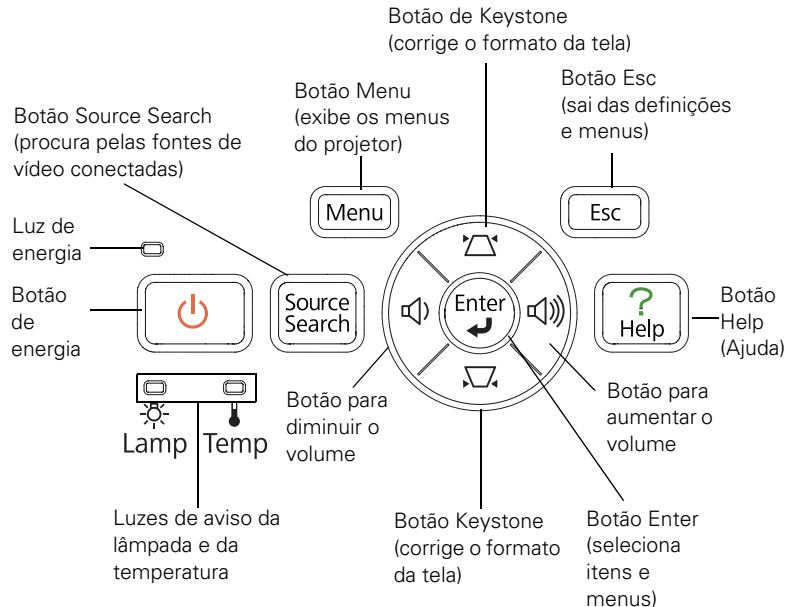 Botão de Keystone
(corrige o formato da tela)
Botão Esc
(sai das definições
e menus)
Botão Menu
(exibe os menus
do projetor)
Botão Source Search
(procura pelas fontes de
vídeo conectadas)
Menu
Esc
Luz de
energia
Botão
de
energia
Source
Search
Enter
?
Help
Botão
Help
(Ajuda)
Lamp Temp
Botão para
diminuir o
volume
Botão para
aumentar o
volume
Luzes de aviso da
lâmpada e da
temperatura
Botão Keystone
(corrige o formato
da tela)
Botão Enter
(seleciona
itens e
menus)